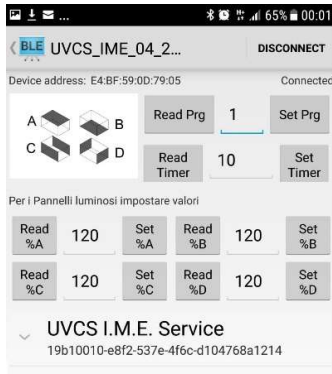 65% 00:01
BLE UVCS_IME_04_2... DISCONNECT
Device address: E4:BF:59:0D:79:05 Connected
A B C D
Read Prg 1 Set Prg
Read Timer 10 Set Timer
Per i Pannelli luminosi impostare valori
Read %A 120 Set %A Read %B 120 Set %B
Read %C 120 Set %C Read %D 120 Set %D
UVCS I.M.E. Service
19b10010-e8f2-537e-4f6c-d104768a1214